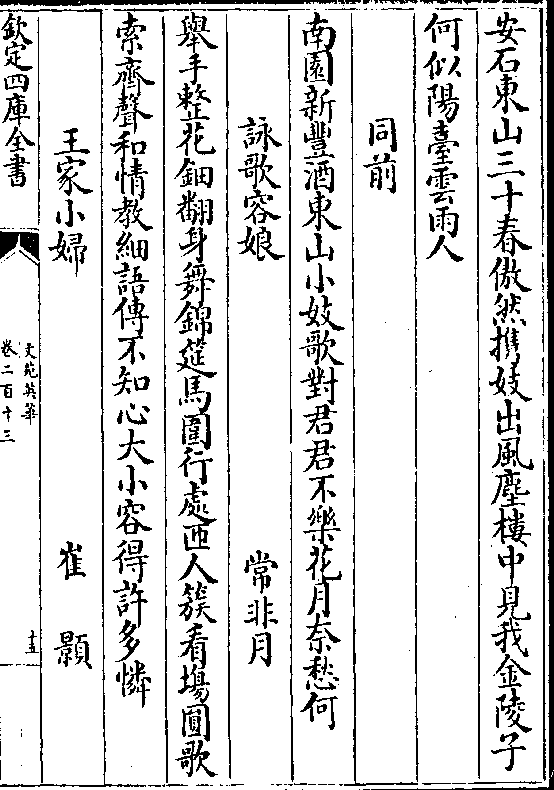 安石東山三十春傲然攜妓出風塵樓中見我金陵子
何似陽臺雲雨人
同前
南園新豐酒東山小妓歌對君君不樂花月奈愁何
詠歌容娘 常非月
舉手整花鈿翻身舞錦筵馬圍行處匝人簇看場圓歌
索齊聲和情教細語傳不知心大小容得許多憐
王家小婦 崔顥
欽定四庫全書
文苑英華
卷二百十三
十五